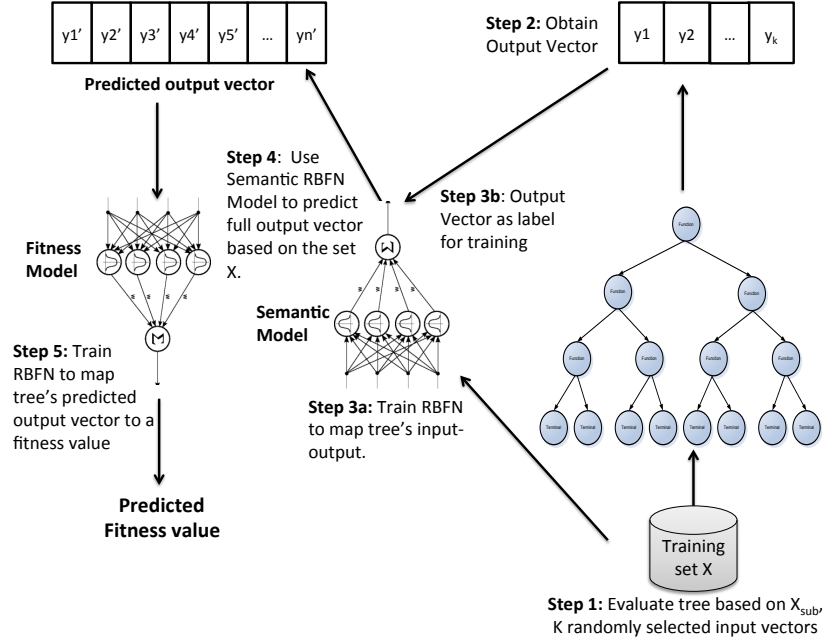 y1’ y2’ y3’ y4’ y5’ ... yn’
Predicted output vector
Step 2: Obtain
Output Vector
y1 y2 ... yk
Step 4: Use
Semantic RBFN
Model to predict
full output vector
based on the set
X.
Step 3b: Output
Vector as label
for training
Fitness
Model
Semantic
Model
Step 5: Train
RBFN to map
tree’s predicted
output vector to a
fitness value
Step 3a: Train RBFN
to map tree’s input-
output.
Predicted
Fitness value
Function
Function Function
Function Function Function Function
Terminal Terminal Terminal Terminal Terminal Terminal Terminal Terminal
Training
set X
Step 1: Evaluate tree based on Xsub,
K randomly selected input vectors